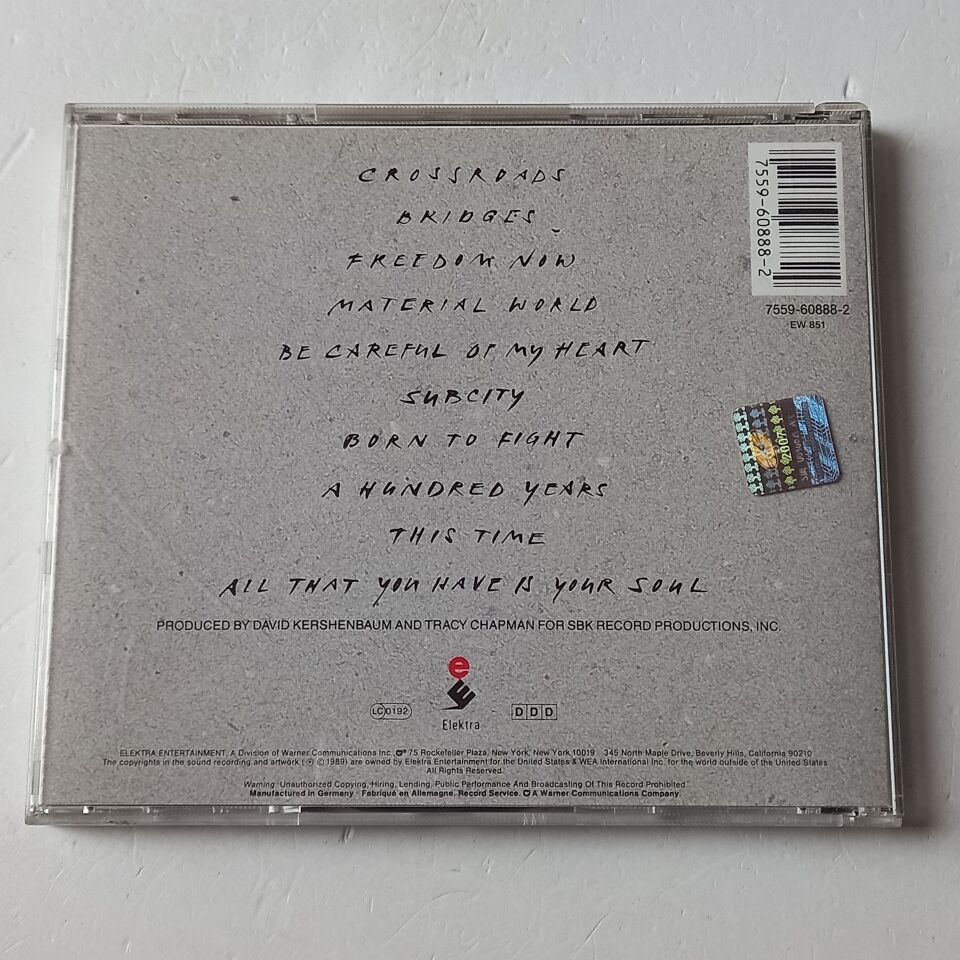 CROSSROADS
BRIDGES
FREEDOM NOW
MATERIAL WORLD
BE CAREFUL OF MY HEART
SUBCITY
BORN TO FIGHT
A HUNDRED YEARS
THIS TIME
ALL THAT YOU HAVE IS YOUR SOUL
PRODUCED BY DAVID KERSHENBAUM AND TRACY CHAPMAN FOR SBK RECORD PRODUCTIONS, INC.
7559-60888-2
7559-60888-2
EW 851
2007
e
E
Elektra
LC 0192
DDD
ELEKTRA ENTERTAINMENT, A Division of Warner Communications Inc. 75 Rockefeller Plaza, New York, New York 10019 345 North Maple Drive, Beverly Hills, California 90210
The copyrights in the sound recording and artwork (℗ © 1989) are owned by Elektra Entertainment for the United States & WEA International Inc. for the world outside of the United States
All Rights Reserved.
Warning: Unauthorized Copying, Hiring, Lending, Public Performance And Broadcasting Of This Record Prohibited
Manufactured in Germany · Fabriqué en Allemagne. Record Service. A Warner Communications Company.